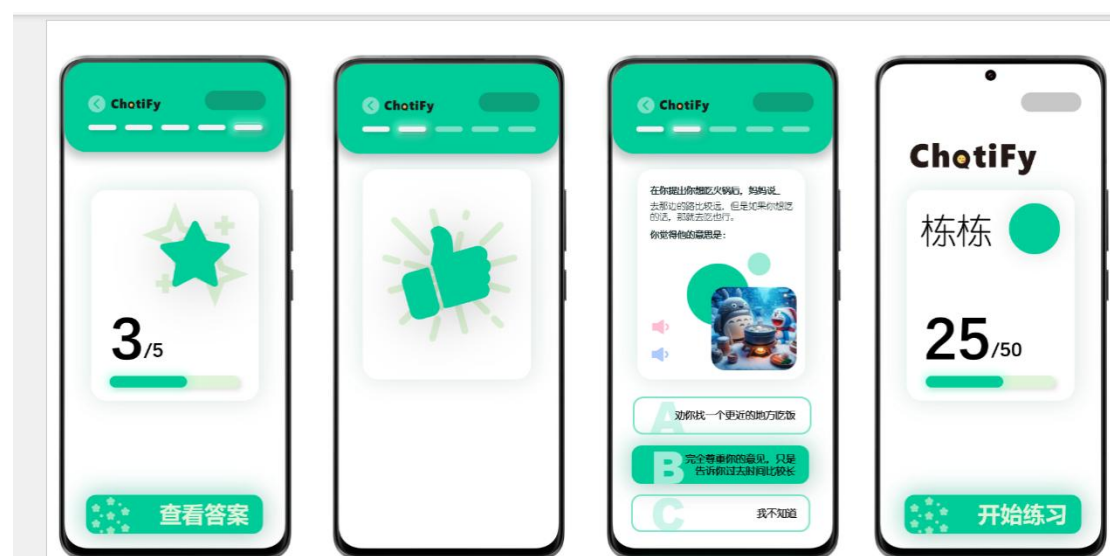 ChatiFy
3/5
查看答案
ChatiFy
ChatiFy
在你提出你想吃火锅后，妈妈说_
去那边的路比较远，但是如果你想吃
的话，那就去吃也行。
你觉得他的意思是：
A
劝你找一个更近的地方吃饭
B
完全尊重你的意见，只是
告诉你过去时间比较长
C
我不知道
ChatiFy
栋栋
25/50
开始练习